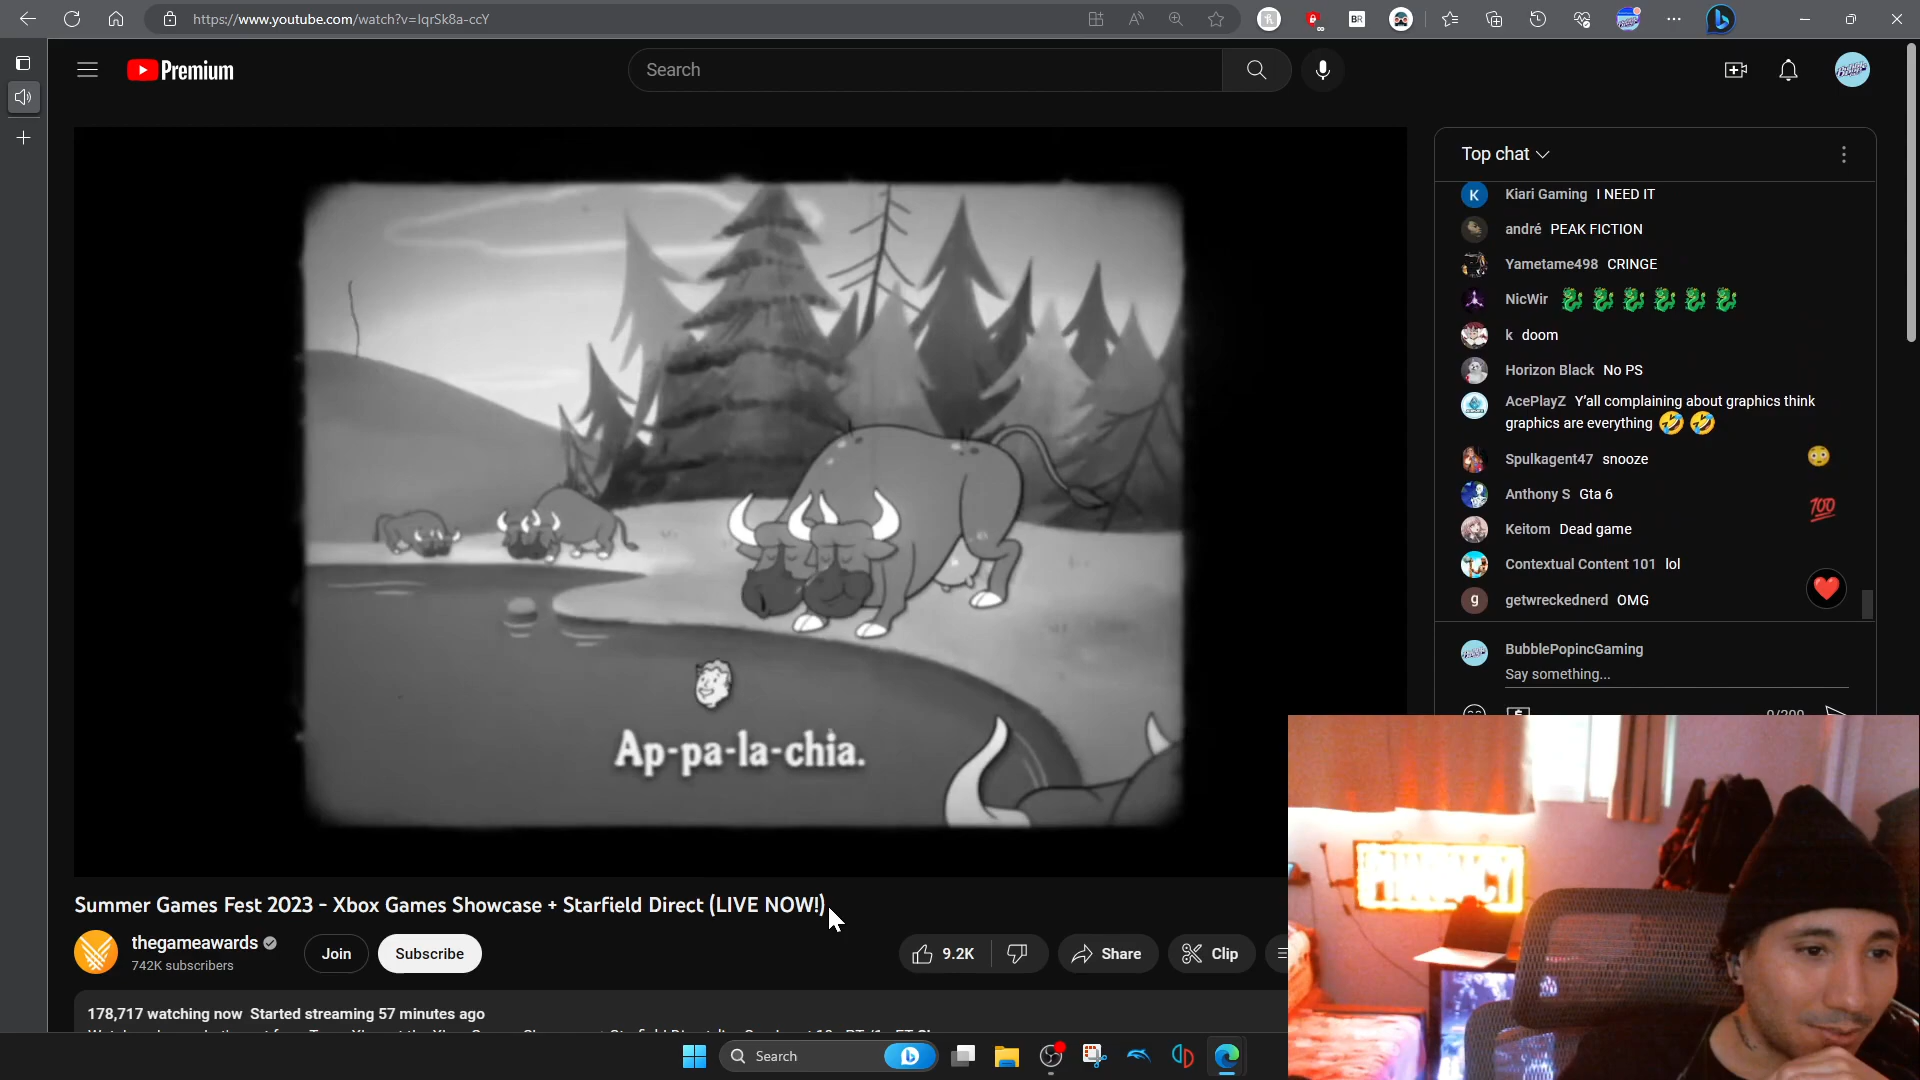 https://www.youtube.com/watch?v=IqrSk8a-ccY
Premium
Search
Ap-pa-la-chia.
Summer Games Fest 2023 - Xbox Games Showcase + Starfield Direct (LIVE NOW!)
thegameawards
742K subscribers
Join
Subscribe
9.2K
Share
Clip
178,717 watching now Started streaming 57 minutes ago
Top chat
Kiari Gaming I NEED IT
andré PEAK FICTION
Yametame498 CRINGE
NicWir 🐉🐉🐉🐉🐉🐉
k doom
Horizon Black No PS
AcePlayZ Y'all complaining about graphics think
graphics are everything 🤣🤣
Spulkagent47 snooze
Anthony S Gta 6
Keitom Dead game
Contextual Content 101 lol
getwreckednerd OMG
BubblePopincGaming
Say something...
0/200
Search